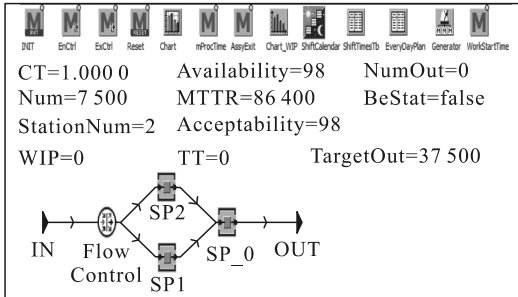 INIT EnCtrl ExCtrl Reset Chart mProcTime AssyExit Chart_WIP ShiftCalendar ShiftTimesTb EveryDayPlan Generator WorkStartTime
CT=1.000 0 Availability=98 NumOut=0
Num=7 500 MTTR=86 400 BeStat=false
StationNum=2 Acceptability=98
WIP=0 TT=0 TargetOut=37 500
SP2
IN Flow SP_0 OUT
Control SP1